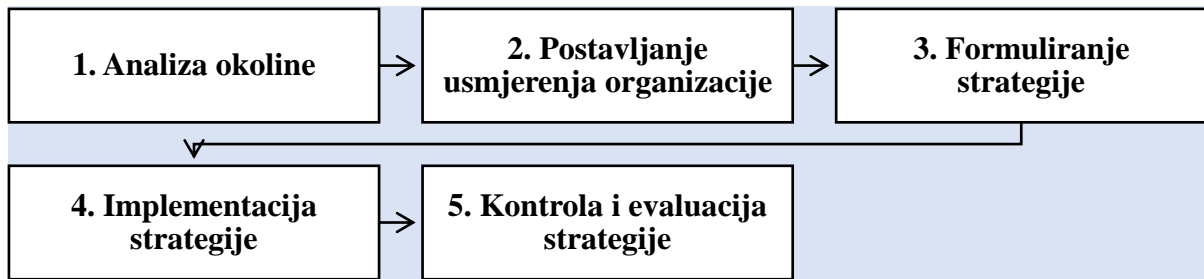 1. Analiza okoline
2. Postavljanje
usmjerenja organizacije
3. Formuliranje
strategije
4. Implementacija
strategije
5. Kontrola i evaluacija
strategije